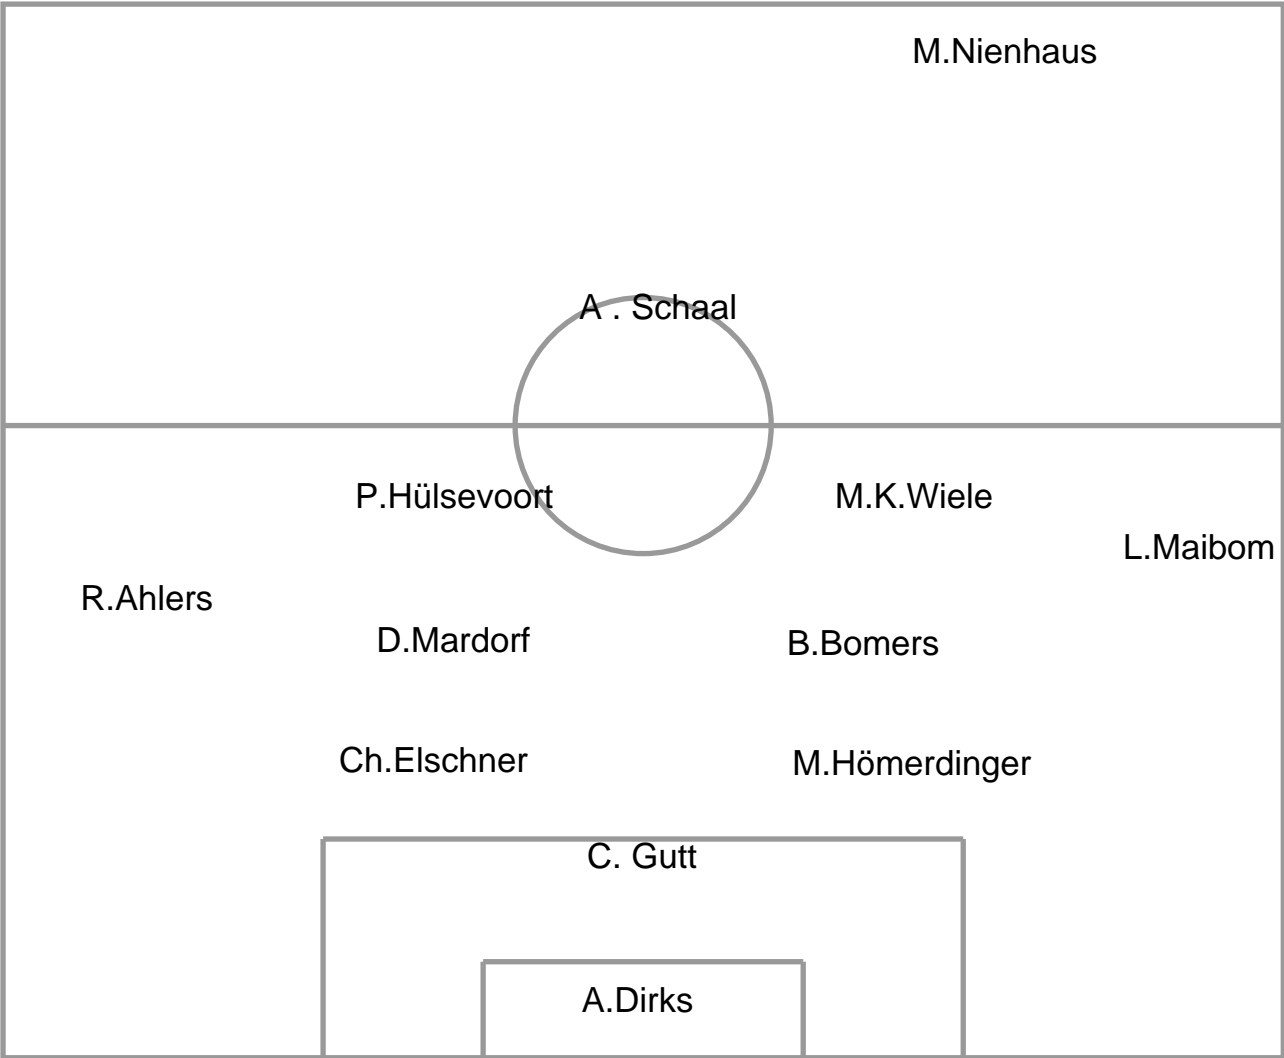 M.Nienhaus
A . Schaal
P.Hülsevoort
M.K.Wiele
L.Maibom
R.Ahlers
D.Mardorf
B.Bomers
Ch.Elschner
M.Hömerdinger
C. Gutt
A.Dirks